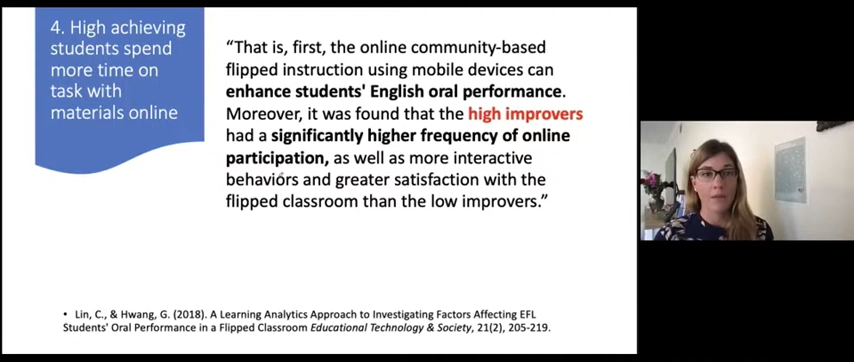 4. High achieving
students spend
more time on
task with
materials online
“That is, first, the online community-based
flipped instruction using mobile devices can
enhance students' English oral performance.
Moreover, it was found that the high improvers
had a significantly higher frequency of online
participation, as well as more interactive
behaviors and greater satisfaction with the
flipped classroom than the low improvers.”
• Lin, C., & Hwang, G. (2018). A Learning Analytics Approach to Investigating Factors Affecting EFL
Students' Oral Performance in a Flipped Classroom Educational Technology & Society, 21(2), 205-219.